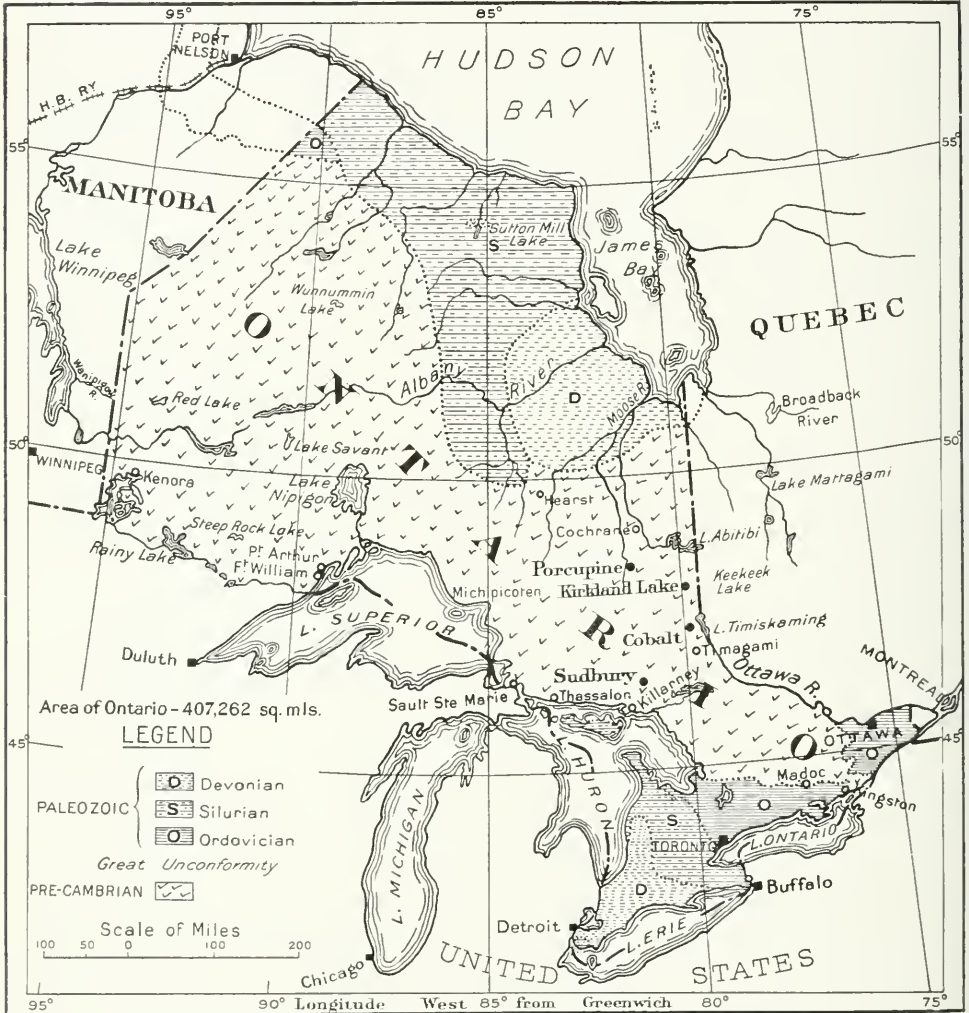 95°
85°
75°
PORT
NELSON
HUDSON
BAY
H.B. RY
55°
55°
MANITOBA
Lake
Winnipeg
Sutton Mill
Lake
S
O
James
Bay
Wunnummin
Lake
QUEBEC
ONTARIO
Albany River
D
Moose R.
Wanipigow
R.
Red Lake
Broadback
River
50°
50°
WINNIPEG
Lake Savant
Kenora
Lake
Nipigon
Hearst
Lake Mattagami
Steep Rock Lake
Cochrane
L. Abitibi
Rainy Lake
Pt. Arthur
Ft. William
Porcupine
Kirkland Lake
Keekeek
Lake
Michipicoten
L. SUPERIOR
Cobalt
L. Timiskaming
Timagami
Duluth
Sudbury
Ottawa R.
MONTREAL
Sault Ste Marie
Thassalon
Killarney
Area of Ontario – 407,262 sq. mls.
LEGEND
45°
45°
OTTAWA
O
Madoc
Kingston
PALEOZOIC
D Devonian
S Silurian
O Ordovician
Great Unconformity
PRE-CAMBRIAN
L. MICHIGAN
HURON
S
O
TORONTO
L. ONTARIO
D
Buffalo
Detroit
L. ERIE
Scale of Miles
100 50 0 100 200
Chicago
UNITED STATES
95°
90°
Longitude West from Greenwich
85°
80°
75°